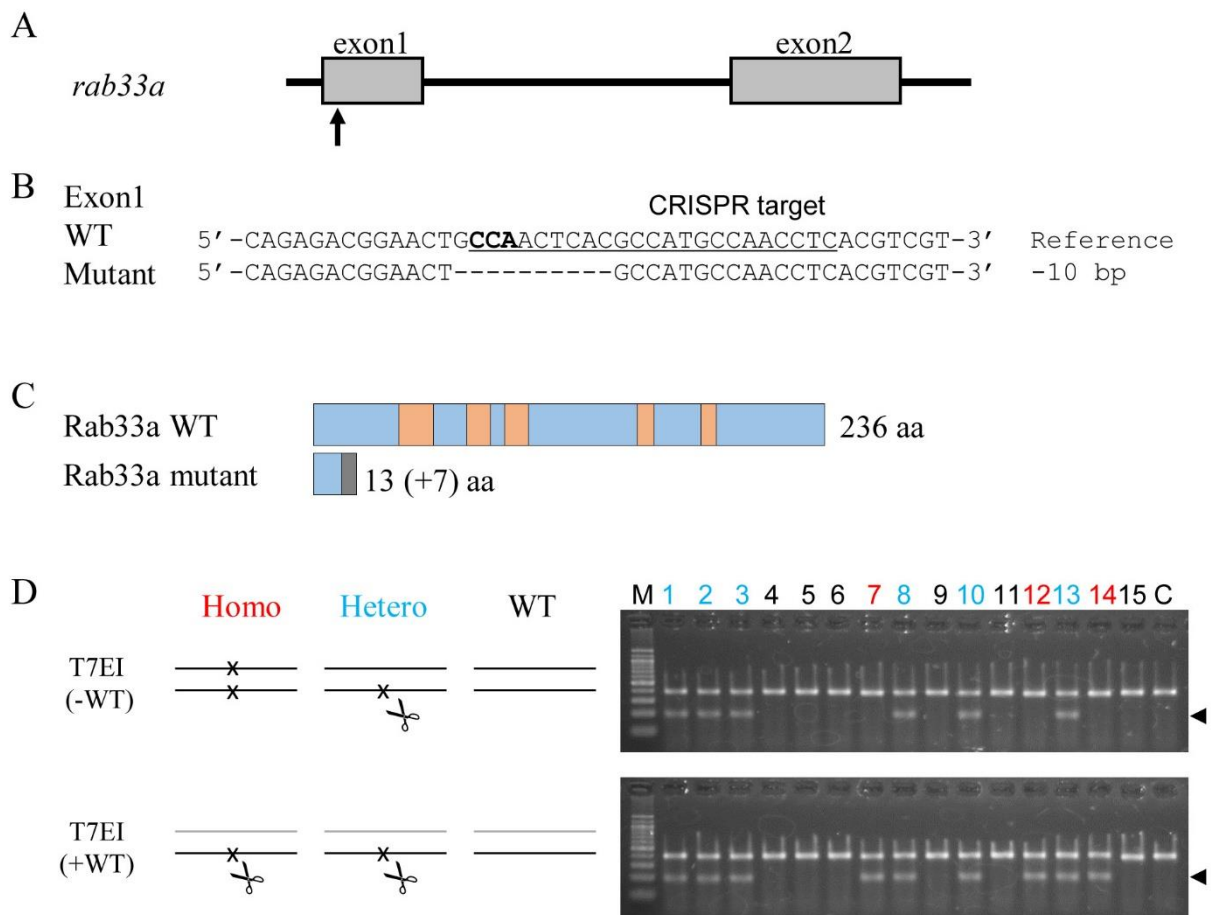 A
rab33a
exon1
exon2
B
Exon1
CRISPR target
WT 5’-CAGAGACGGAACTGCCAACTCACGCCATGCCAACCTCACGTCGT-3’ Reference
Mutant 5’-CAGAGACGGAACT----------GCCATGCCAACCTCACGTCGT-3’ -10 bp
C
Rab33a WT 236 aa
Rab33a mutant 13 (+7) aa
D
Homo Hetero WT
M 1 2 3 4 5 6 7 8 9 10 11 12 13 14 15 C
T7EI
(-WT)
x
x x
T7EI
(+WT)
x x